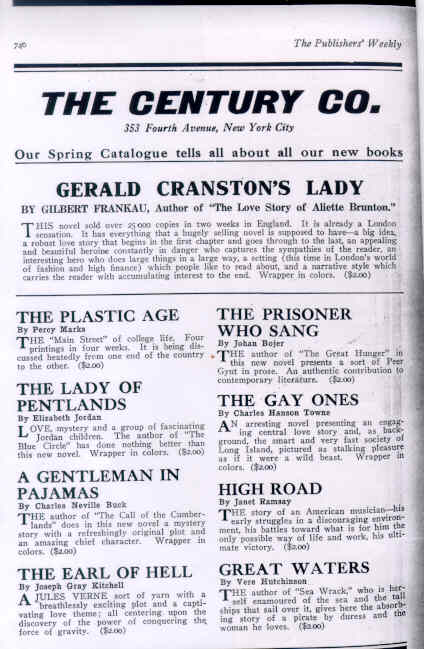 740
The Publishers' Weekly
THE CENTURY CO.
353 Fourth Avenue, New York City
Our Spring Catalogue tells all about all our new books
GERALD CRANSTON'S LADY
BY GILBERT FRANKAU, Author of "The Love Story of Aliette Brunton."
THIS novel sold over 25 000 copies in two weeks in England. It is already a London
sensation. It has everything that a hugely selling novel is supposed to have—a big idea,
a robust love story that begins in the first chapter and goes through to the last, an appealing
and beautiful heroine constantly in danger who captures the sympathies of the reader, an
interesting hero who does large things in a large way, a setting (this time in London's world
of fashion and high finance) which people like to read about, and a narrative style which
carries the reader with accumulating interest to the end. Wrapper in colors. ($2.00)
THE PLASTIC AGE
By Percy Marks
THE "Main Street" of college life. Four
printings in four weeks. It is being dis-
cussed heatedly from one end of the country
to the other. ($2.00)
THE LADY OF
PENTLANDS
By Elizabeth Jordan
LOVE, mystery and a group of fascinating
Jordan children. The author of "The
Blue Circle" has done nothing better than
this new novel. Wrapper in colors. ($2.00)
A GENTLEMAN IN
PAJAMAS
By Charles Neville Buck
THE author of "The Call of the Cumber-
lands" does in this new novel a mystery
story with a refreshingly original plot and
an amazing chief character. Wrapper in
colors. ($2.00)
THE EARL OF HELL
By Joseph Gray Kitchell
A JULES VERNE sort of yarn with a
breathlessly exciting plot and a capti-
vating love theme; all centering upon the
discovery of the power of conquering the
force of gravity. ($2.00)
THE PRISONER
WHO SANG
By Johan Bojer
THE author of "The Great Hunger" in
this new novel presents a sort of Peer
Gynt in prose. An authentic contribution to
contemporary literature. ($2.00)
THE GAY ONES
By Charles Hanson Towne
AN arresting novel presenting an engag-
ing central love story and, as back-
ground, the smart and very fast society of
Long Island, pictured as stalking pleasure
as if it were a wild beast. Wrapper in
colors. ($2.00)
HIGH ROAD
By Janet Ramsay
THE story of an American musician—his
early struggles in a discouraging environ-
ment, his battles toward what is for him the
only possible way of life and work, his ulti-
mate victory. ($2.00)
GREAT WATERS
By Vere Hutchinson
THE author of "Sea Wrack," who is her-
self enamoured of the sea and the tall
ships that sail over it, gives here the absorb-
ing story of a pirate by duress and the
woman he loves. ($2.00)